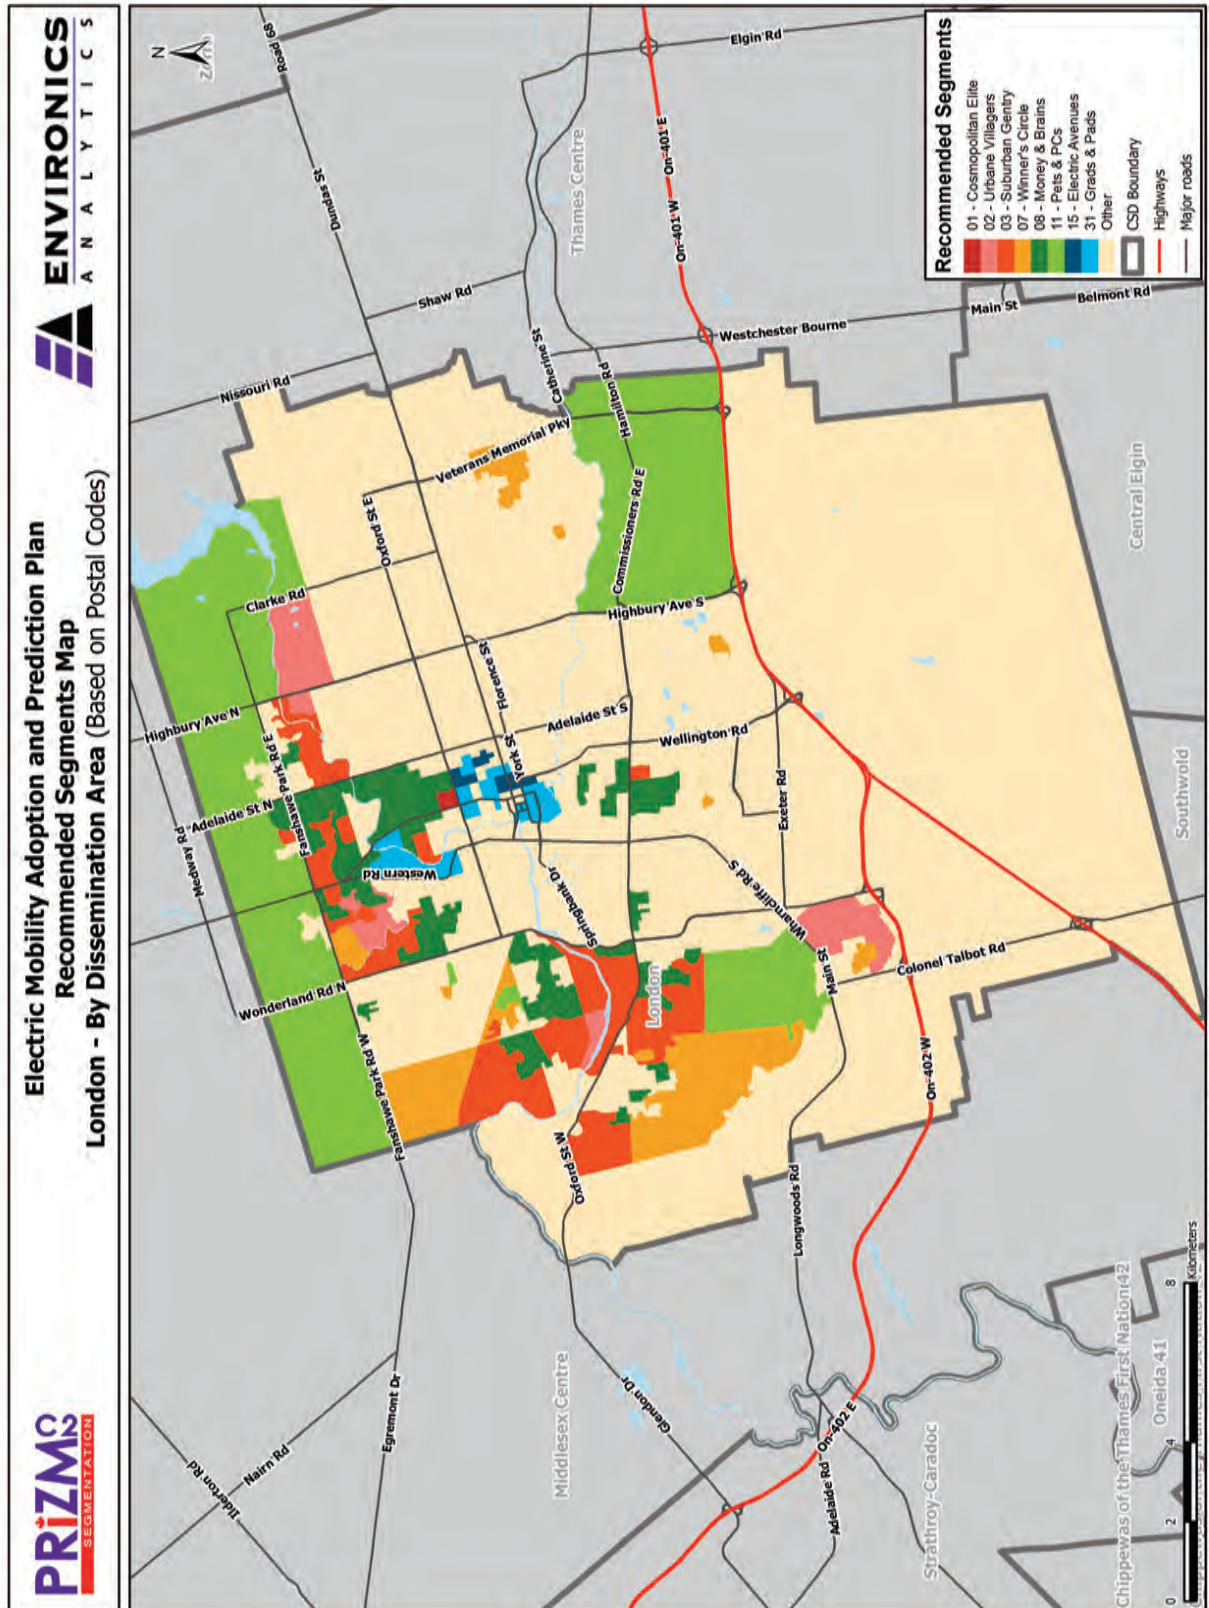 PRiZM C2
SEGMENTATION
Electric Mobility Adoption and Prediction Plan
Recommended Segments Map
London - By Dissemination Area (Based on Postal Codes)
ENVIRONICS
ANALYTICS
N
Zorra
Road 68
Elgin Rd
Dundas St
Thames Centre
On-401 E
On-401 W
Shaw Rd
Nissouri Rd
Catherine St
Hamilton Rd
Westchester Bourne
Main St
Belmont Rd
Veterans Memorial Pky
Oxford St E
Commissioners Rd E
Clarke Rd
Highbury Ave S
Central Elgin
Highbury Ave N
Florence St
Adelaide St S
York St
Wellington Rd
Fanshawe Park Rd E
Adelaide St N
Medway Rd
Exeter Rd
Southwold
Western Rd
Springbank Dr
Wharncliffe Rd S
Wonderland Rd N
London
Main St
Colonel Talbot Rd
Fanshawe Park Rd W
On-402 W
Oxford St W
Longwoods Rd
Middlesex Centre
Egremont Dr
Glendon Dr
Nairn Rd
Ilderton Rd
On-402 E
Adelaide Rd
Strathroy-Caradoc
Chippewas of the Thames First Nation 42
Oneida 41
Recommended Segments
01 - Cosmopolitan Elite
02 - Urbane Villagers
03 - Suburban Gentry
07 - Winner's Circle
08 - Money & Brains
11 - Pets & PCs
15 - Electric Avenues
31 - Grads & Pads
Other
CSD Boundary
Highways
Major roads
0 2 4 8
Kilometers